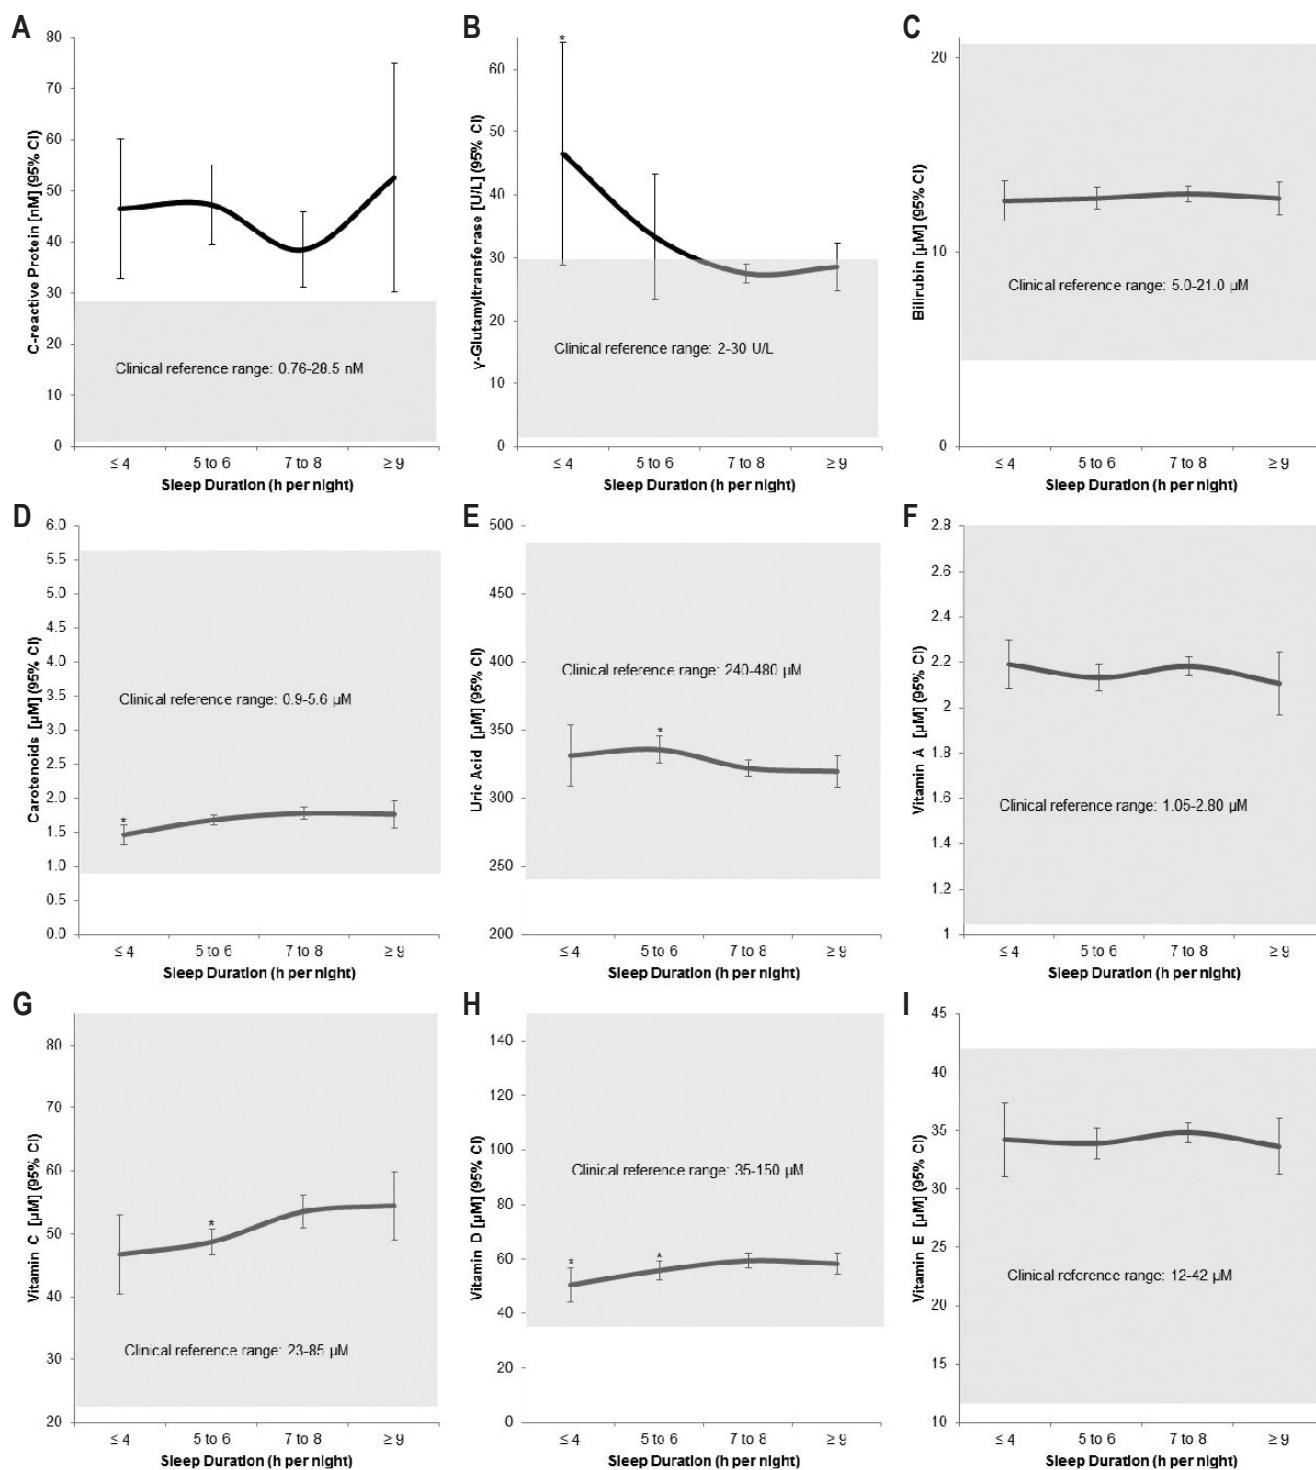 A
C-reactive Protein [nM] (95% CI)
80
70
60
50
40
30
20
10
0
Clinical reference range: 0.76-28.5 nM
≤ 4 5 to 6 7 to 8 ≥ 9
Sleep Duration (h per night)
B
γ-Glutamyltransferase [U/L] (95% CI)
60
50
40
30
20
10
0
*
Clinical reference range: 2-30 U/L
≤ 4 5 to 6 7 to 8 ≥ 9
Sleep Duration (h per night)
C
Bilirubin [μM] (95% CI)
20
10
0
Clinical reference range: 5.0-21.0 μM
≤ 4 5 to 6 7 to 8 ≥ 9
Sleep Duration (h per night)
D
Carotenoids [μM] (95% CI)
6.0
5.5
5.0
4.5
4.0
3.5
3.0
2.5
2.0
1.5
1.0
0.5
0.0
Clinical reference range: 0.9-5.6 μM
*
≤ 4 5 to 6 7 to 8 ≥ 9
Sleep Duration (h per night)
E
Uric Acid [μM] (95% CI)
500
450
400
350
300
250
200
Clinical reference range: 240-480 μM
*
≤ 4 5 to 6 7 to 8 ≥ 9
Sleep Duration (h per night)
F
Vitamin A [μM] (95% CI)
2.8
2.6
2.4
2.2
2
1.8
1.6
1.4
1.2
1
Clinical reference range: 1.05-2.80 μM
≤ 4 5 to 6 7 to 8 ≥ 9
Sleep Duration (h per night)
G
Vitamin C [μM] (95% CI)
80
70
60
50
40
30
20
*
Clinical reference range: 23-85 μM
≤ 4 5 to 6 7 to 8 ≥ 9
Sleep Duration (h per night)
H
Vitamin D [μM] (95% CI)
140
120
100
80
60
40
20
0
Clinical reference range: 35-150 μM
* *
≤ 4 5 to 6 7 to 8 ≥ 9
Sleep Duration (h per night)
I
Vitamin E [μM] (95% CI)
45
40
35
30
25
20
15
10
Clinical reference range: 12-42 μM
≤ 4 5 to 6 7 to 8 ≥ 9
Sleep Duration (h per night)